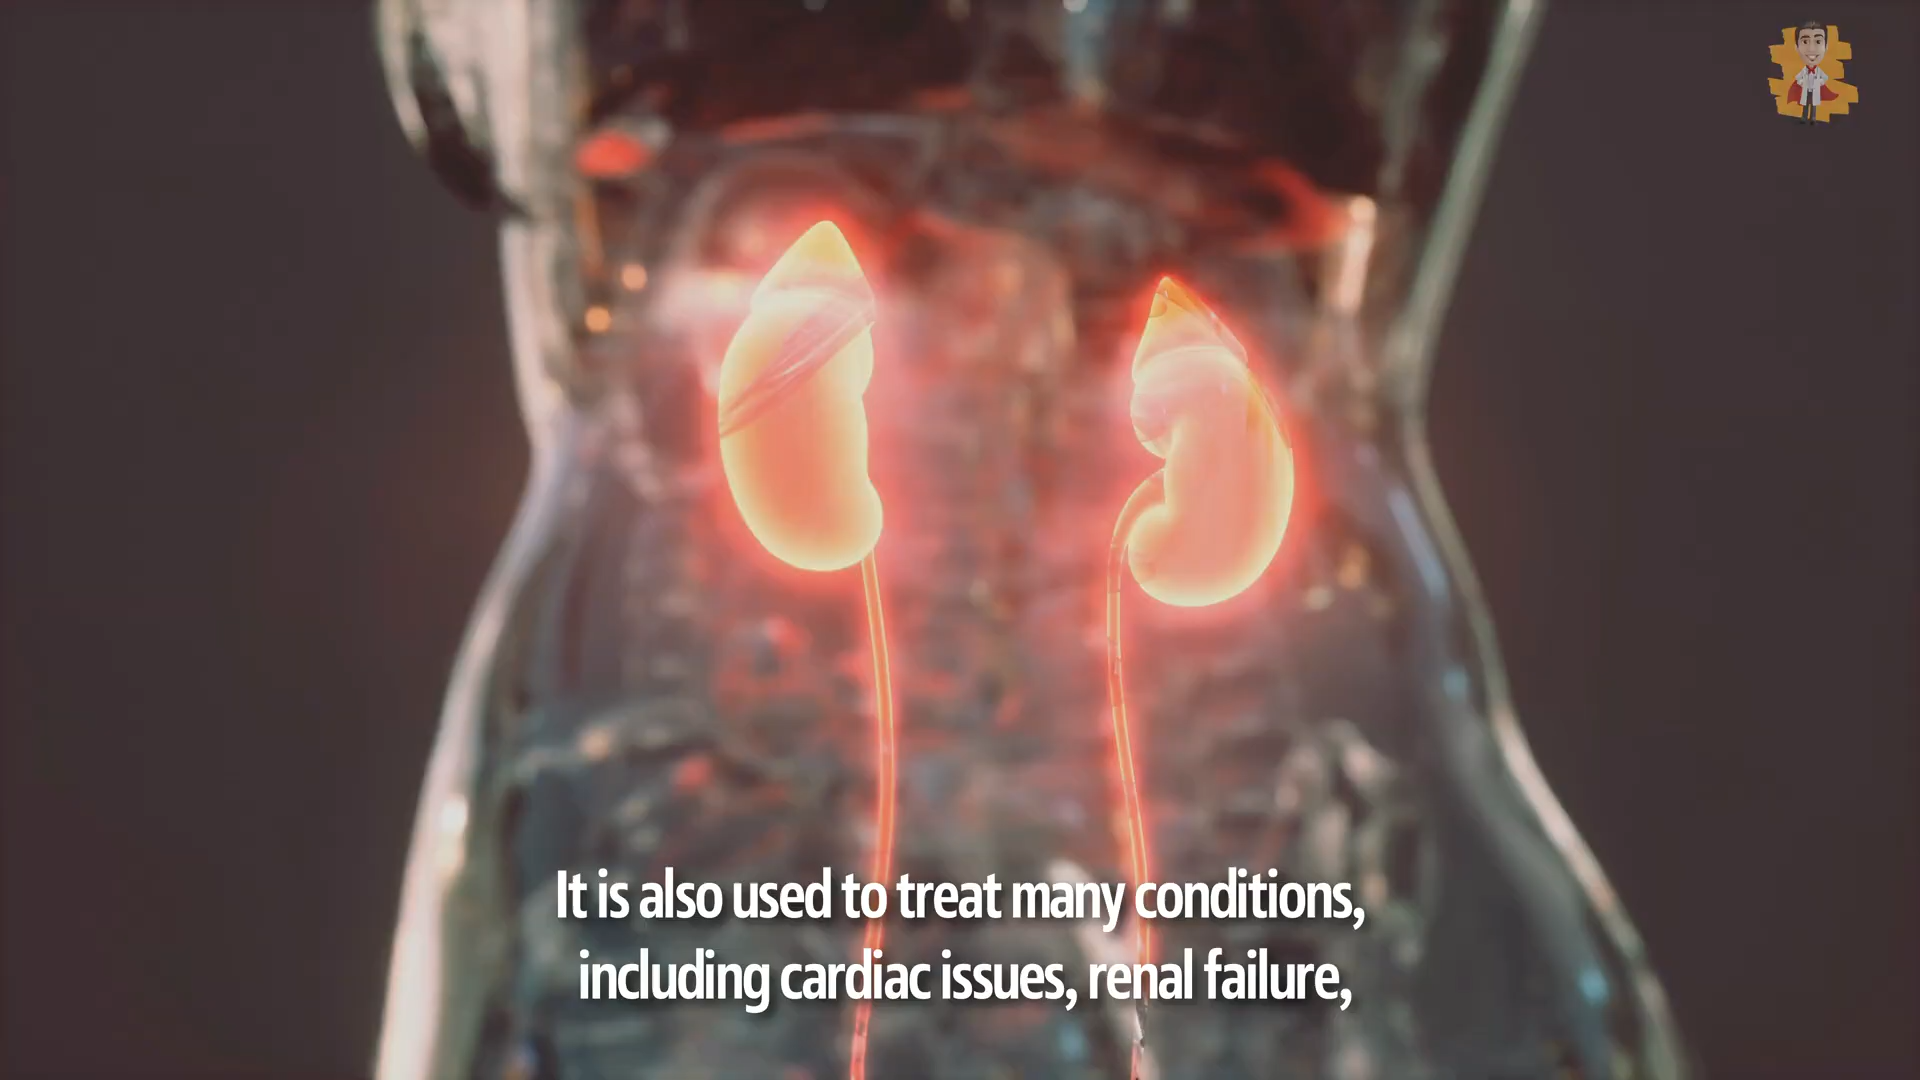 It is also used to treat many conditions,
including cardiac issues, renal failure,